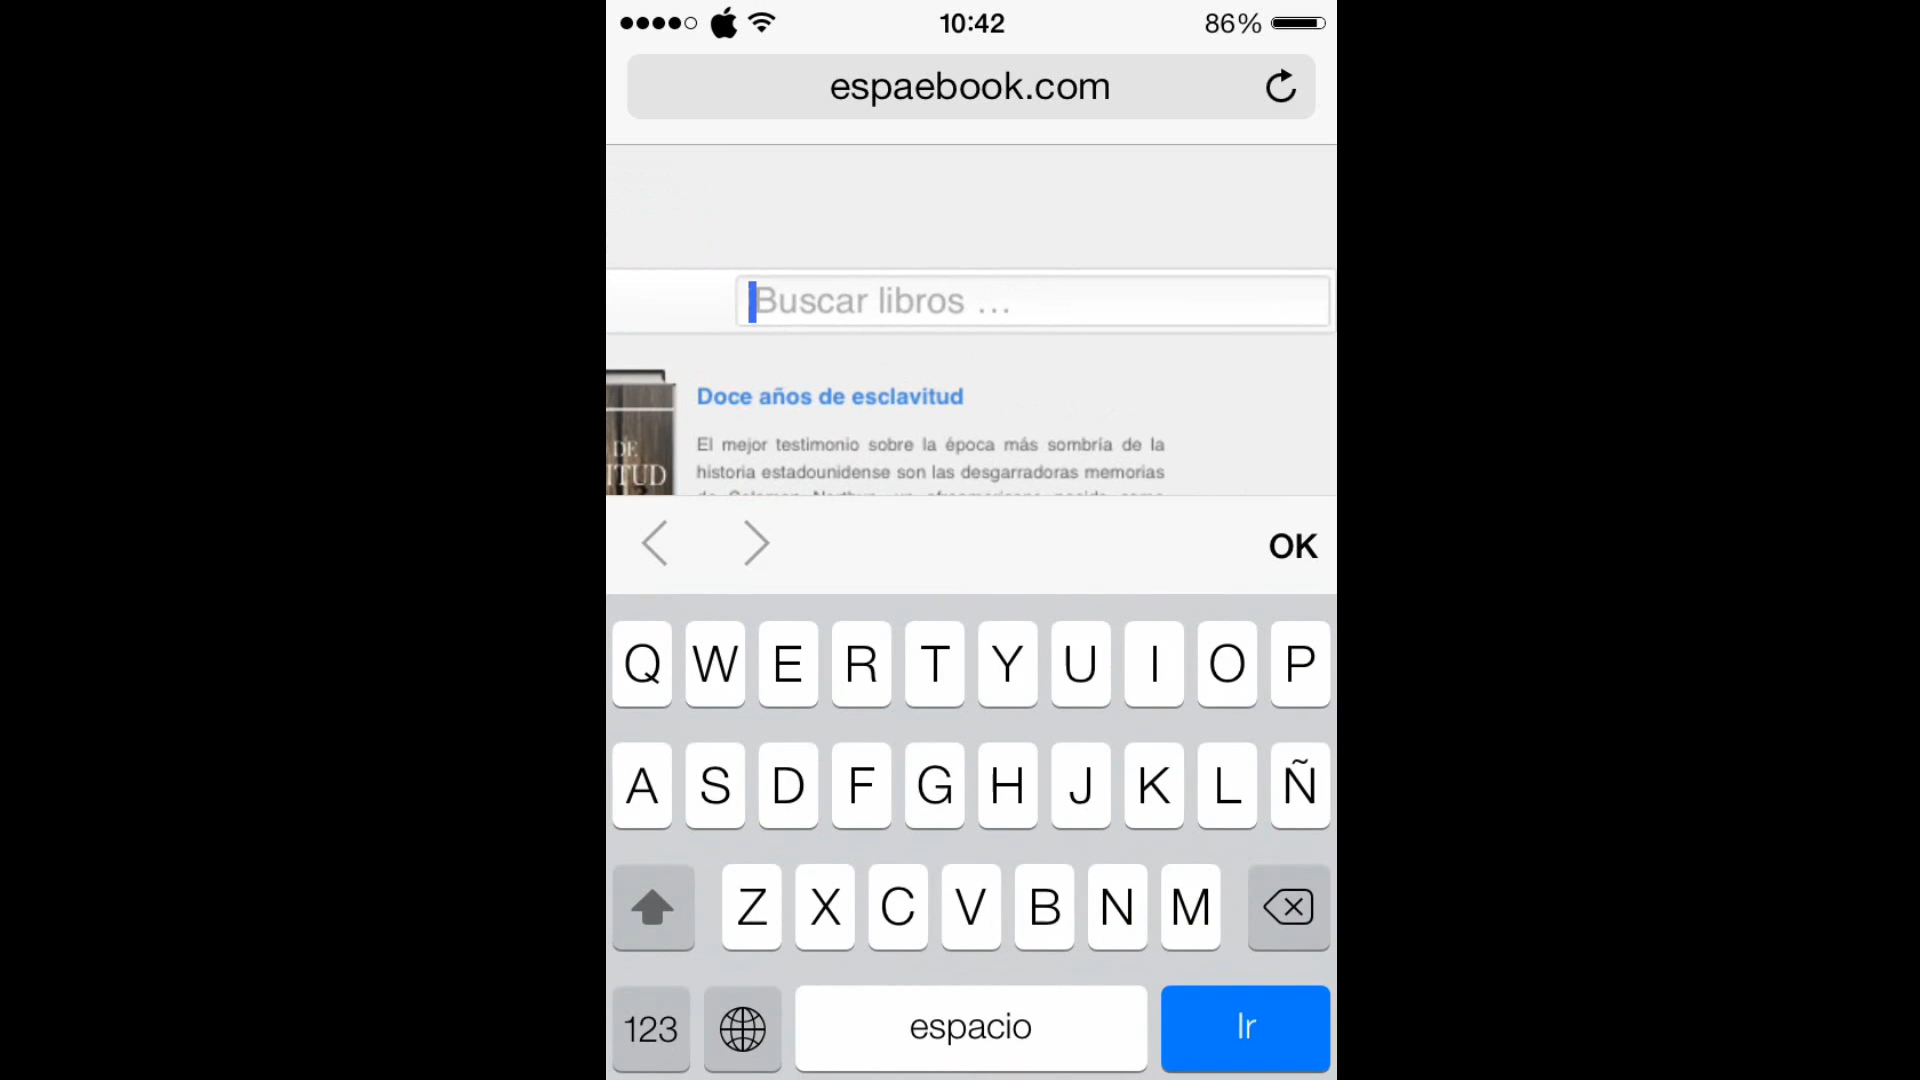 10:42
86%
espaebook.com
Buscar libros ...
Doce años de esclavitud
El mejor testimonio sobre la época más sombría de la
historia estadounidense son las desgarradoras memorias
DE
ITUD
OK
Q W E R T Y U I O P
A S D F G H J K L Ñ
Z X C V B N M
123 espacio Ir